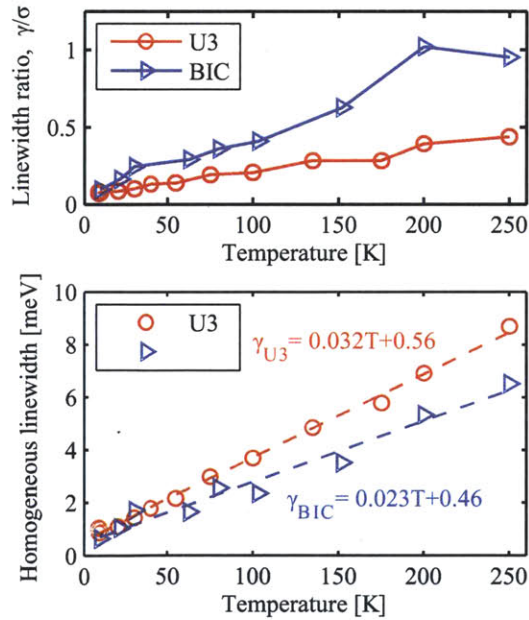 Linewidth ratio, γ/σ
1
0.5
0
U3
BIC
0 50 100 150 200 250
Temperature [K]
Homogeneous linewidth [meV]
10
8
6
4
2
0
U3
γU3= 0.032T+0.56
γBIC= 0.023T+0.46
0 50 100 150 200 250
Temperature [K]